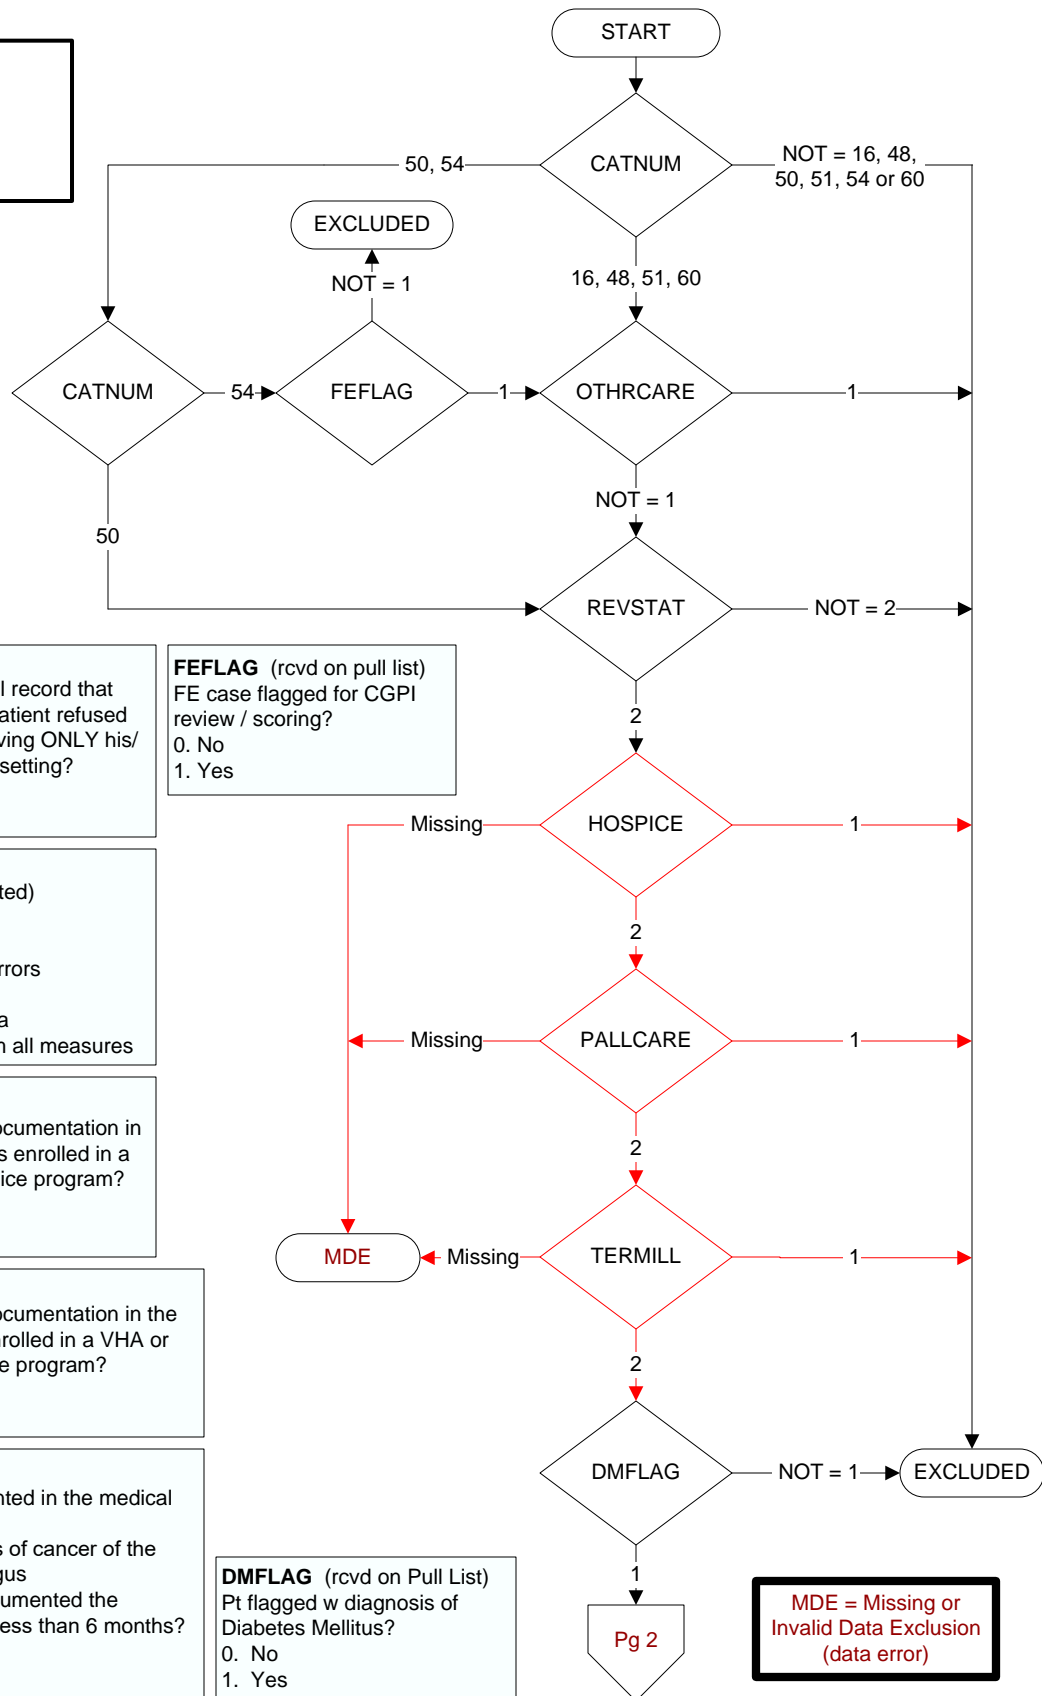 START
CATNUM
50, 54
NOT = 16, 48,
50, 51, 54 or 60
EXCLUDED
NOT = 1
16, 48, 51, 60
CATNUM
54
FEFLAG
1
OTHRCARE
1
NOT = 1
50
REVSTAT
NOT = 2
2
l record that
atient refused
ving ONLY his/
setting?
FEFLAG (rcvd on pull list)
FE case flagged for CGPI
review / scoring?
0. No
1. Yes
Missing
HOSPICE
1
2
ted)
rrors
a
n all measures
Missing
PALLCARE
1
2
ocumentation in
s enrolled in a
ice program?
MDE
Missing
TERMILL
1
2
ocumentation in the
nrolled in a VHA or
e program?
DMFLAG
NOT = 1
EXCLUDED
1
nted in the medical
s of cancer of the
gus
cumented the
less than 6 months?
DMFLAG (rcvd on Pull List)
Pt flagged w diagnosis of
Diabetes Mellitus?
0. No
1. Yes
Pg 2
MDE = Missing or
Invalid Data Exclusion
(data error)